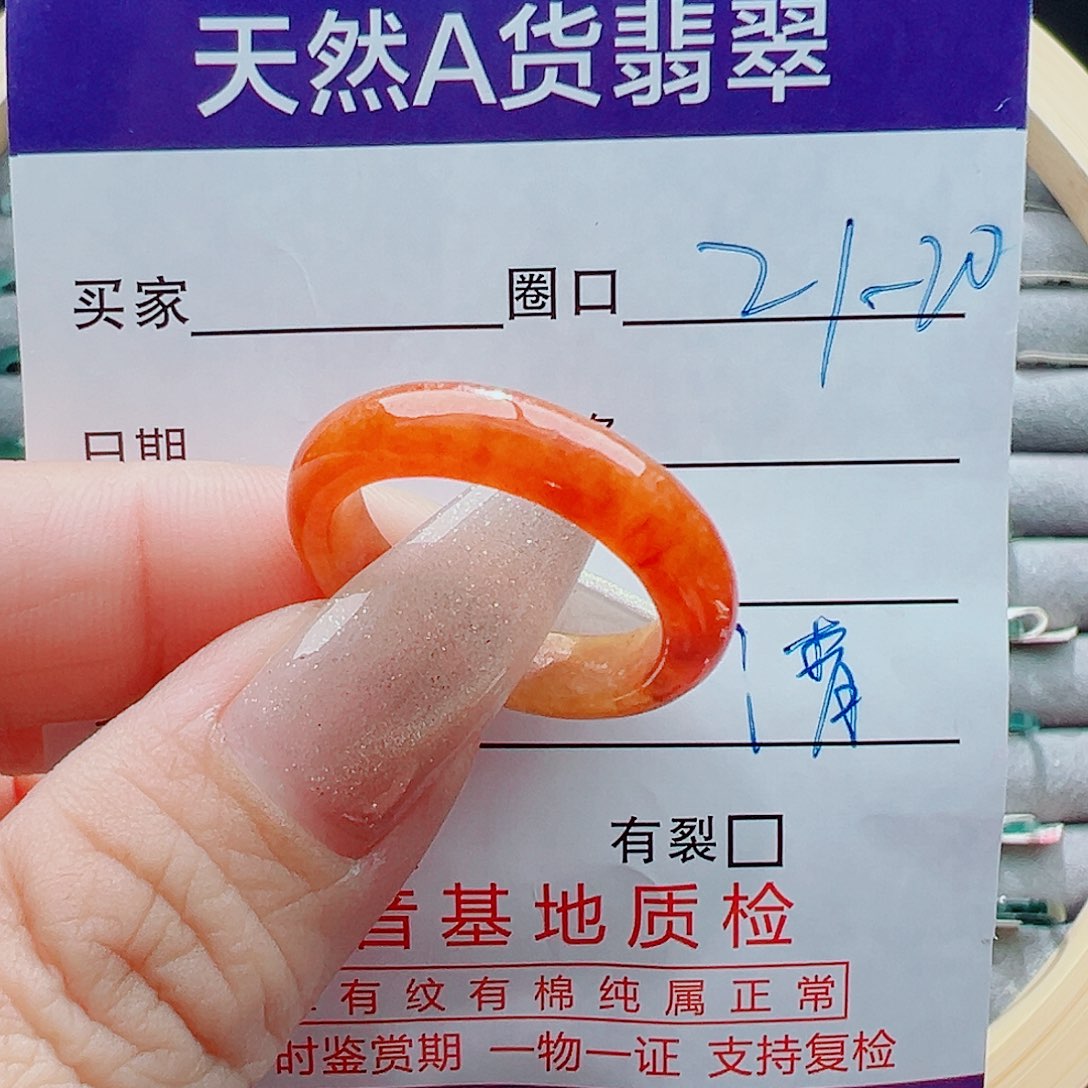 天然A货翡翠
买家 圈口 21-20
日期
有裂
音基地质检
有纹有棉纯属正常
时鉴赏期 一物一证 支持复检